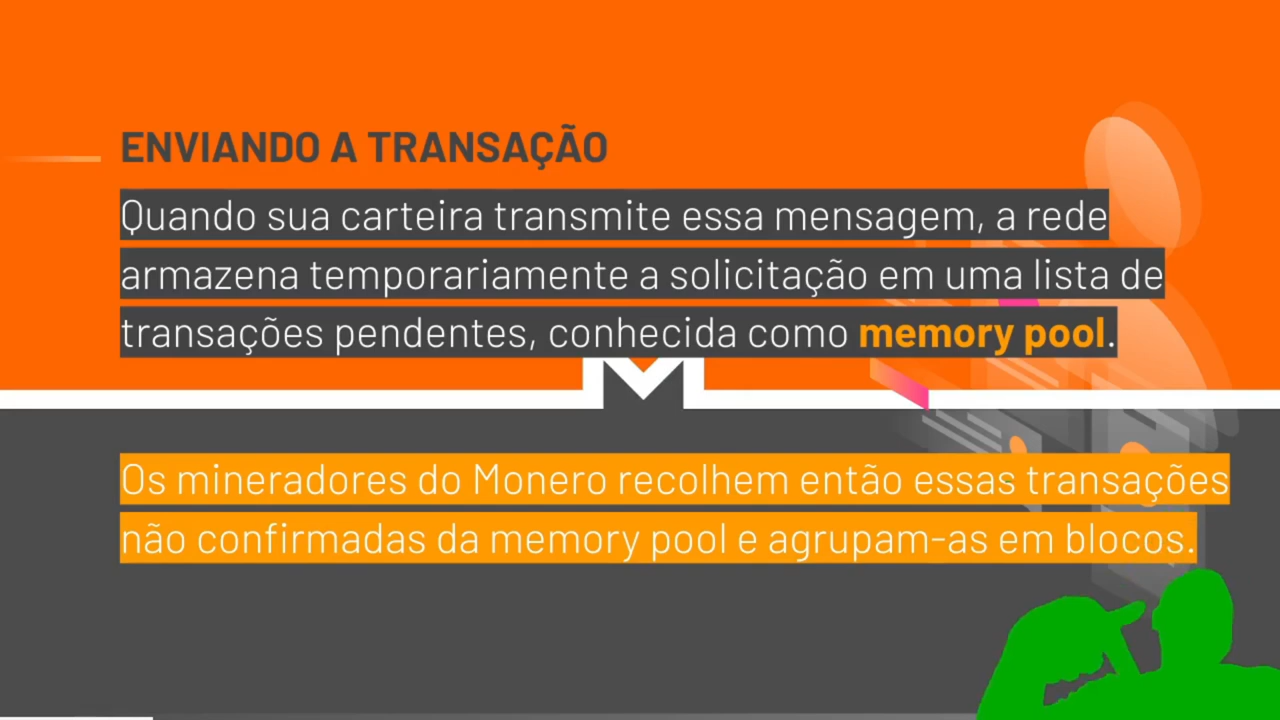 ENVIANDO A TRANSAÇÃO
Quando sua carteira transmite essa mensagem, a rede
armazena temporariamente a solicitação em uma lista de
transações pendentes, conhecida como memory pool.
Os mineradores do Monero recolhem então essas transações
não confirmadas da memory pool e agrupam-as em blocos.